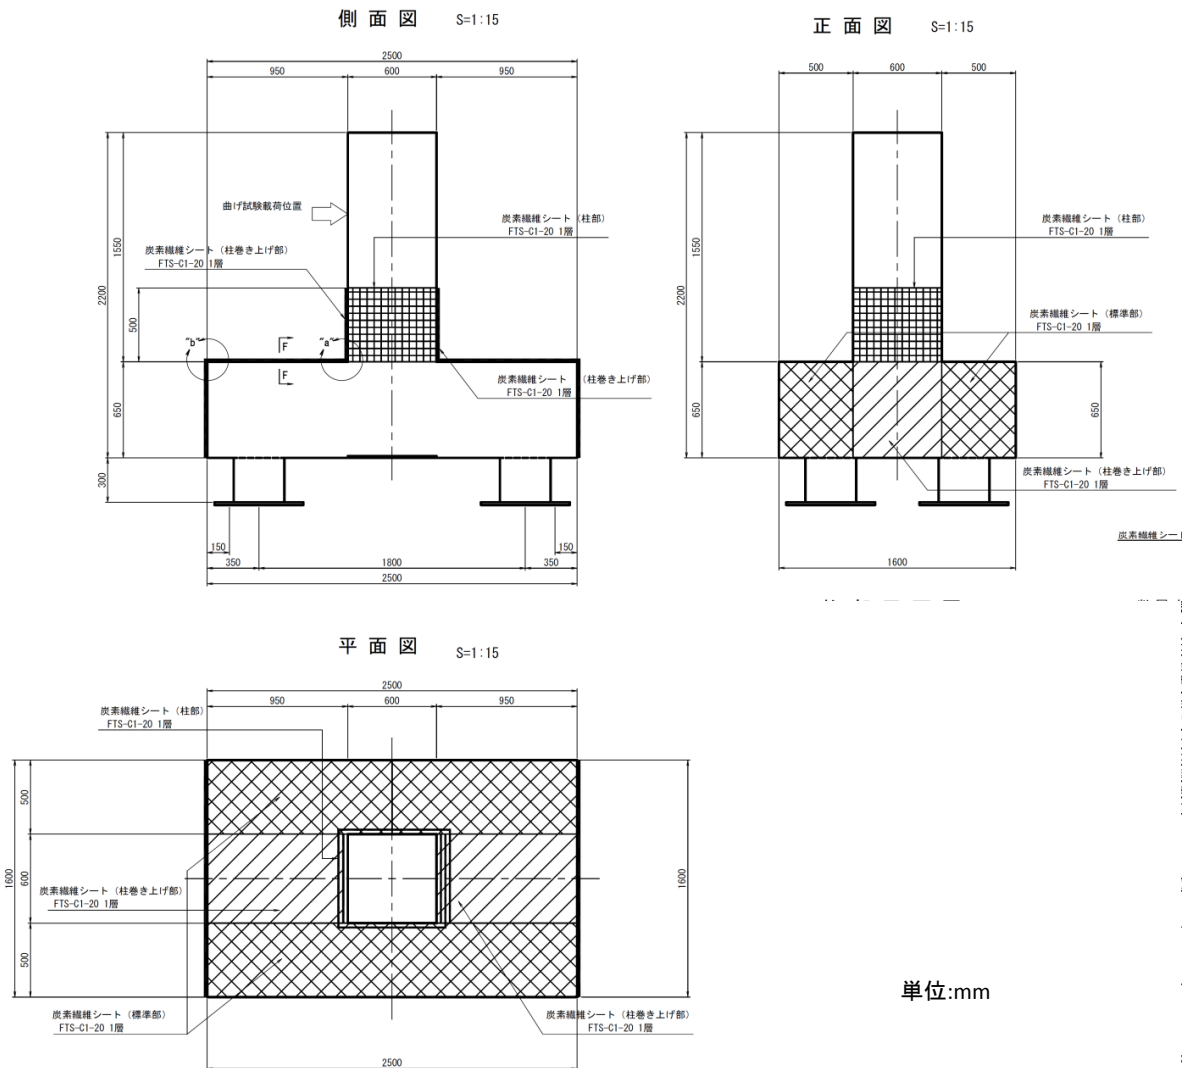 側面図 S=1:15
2500
950 600 950
曲げ試験載荷位置
炭素繊維シート（柱部）
FTS-C1-20 1層
炭素繊維シート（柱巻き上げ部）
FTS-C1-20 1層
1550
2200
500
"b"
F
F
"a"
炭素繊維シート （柱巻き上げ部）
FTS-C1-20 1層
650
300
150 150
350 1800 350
2500
正面図 S=1:15
500 600 500
炭素繊維シート（柱部）
FTS-C1-20 1層
1550
2200
炭素繊維シート（標準部）
FTS-C1-20 1層
650
650
炭素繊維シート（柱巻き上げ部）
FTS-C1-20 1層
炭素繊維シート
1600
平面図 S=1:15
2500
950 600 950
炭素繊維シート（柱部）
FTS-C1-20 1層
500
1600
600
1600
炭素繊維シート（柱巻き上げ部）
FTS-C1-20 1層
500
炭素繊維シート（標準部）
FTS-C1-20 1層
炭素繊維シート（柱巻き上げ部）
FTS-C1-20 1層
2500
単位:mm